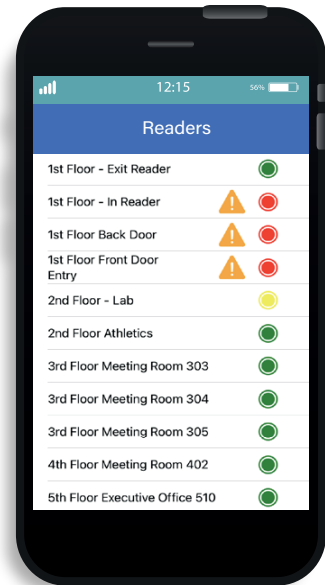 12:15
56%
Readers
1st Floor - Exit Reader
1st Floor - In Reader
1st Floor Back Door
1st Floor Front Door
Entry
2nd Floor - Lab
2nd Floor Athletics
3rd Floor Meeting Room 303
3rd Floor Meeting Room 304
3rd Floor Meeting Room 305
4th Floor Meeting Room 402
5th Floor Executive Office 510